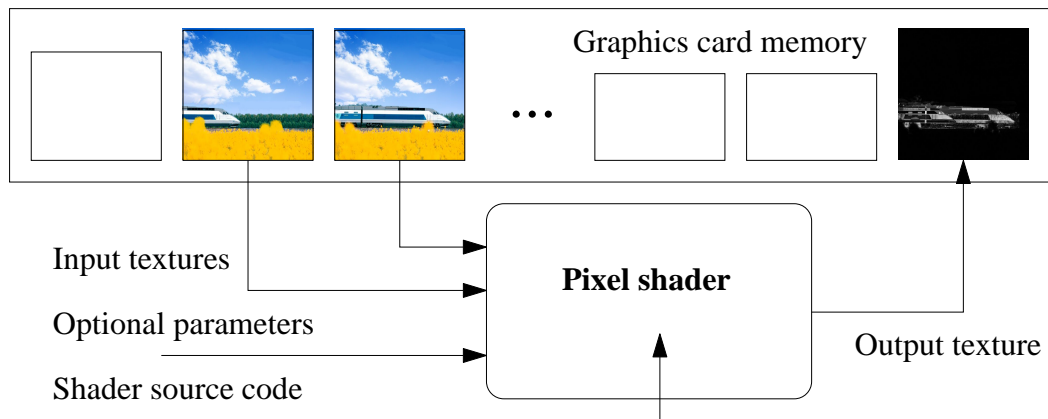 Graphics card memory
...
Input textures
Pixel shader
Optional parameters
Output texture
Shader source code